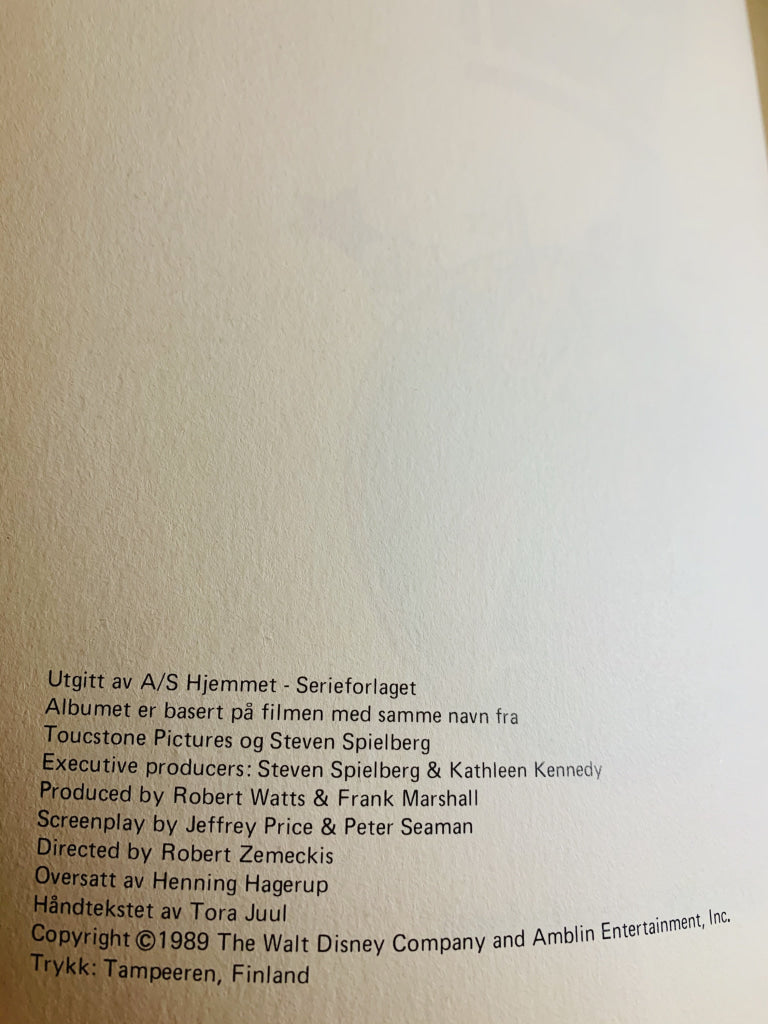 Utgitt av A/S Hjemmet - Serieforlaget
Albumet er basert på filmen med samme navn fra
Toucstone Pictures og Steven Spielberg
Executive producers: Steven Spielberg & Kathleen Kennedy
Produced by Robert Watts & Frank Marshall
Screenplay by Jeffrey Price & Peter Seaman
Directed by Robert Zemeckis
Oversatt av Henning Hagerup
Håndtekstet av Tora Juul
Copyright ©1989 The Walt Disney Company and Amblin Entertainment, Inc.
Trykk: Tampeeren, Finland